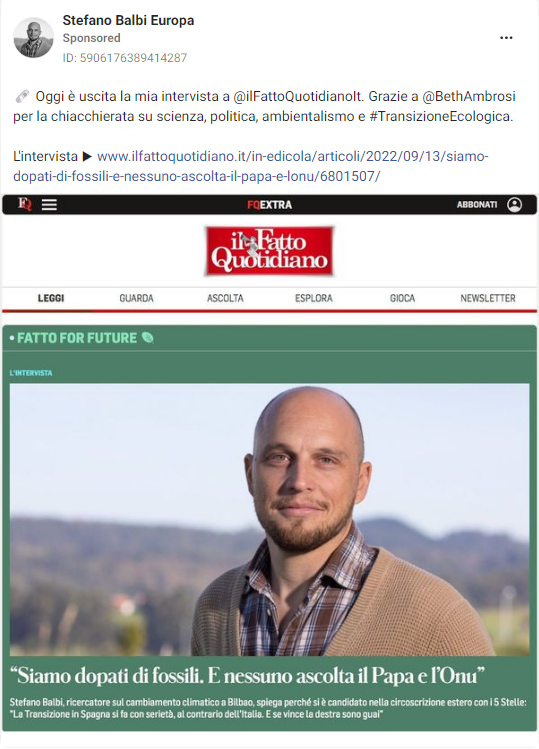 Stefano Balbi Europa
Sponsored
ID: 5906176389414287
Oggi è uscita la mia intervista a @ilFattoQuotidianoIt. Grazie a @BethAmbrosi
per la chiacchierata su scienza, politica, ambientalismo e #TransizioneEcologica.
L'intervista ▶ www.ilfattoquotidiano.it/in-edicola/articoli/2022/09/13/siamo-
dopati-di-fossili-e-nessuno-ascolta-il-papa-e-lonu/6801507/
FQ
FQEXTRA
ABBONATI
il Fatto
Quotidiano
LEGGI GUARDA ASCOLTA ESPLORA GIOCA NEWSLETTER
• FATTO FOR FUTURE
L'INTERVISTA
“Siamo dopati di fossili. E nessuno ascolta il Papa e l’Onu”
Stefano Balbi, ricercatore sul cambiamento climatico a Bilbao, spiega perché si è candidato nella circoscrizione estero con i 5 Stelle:
"La Transizione in Spagna si fa con serietà, al contrario dell'Italia. E se vince la destra sono guai"